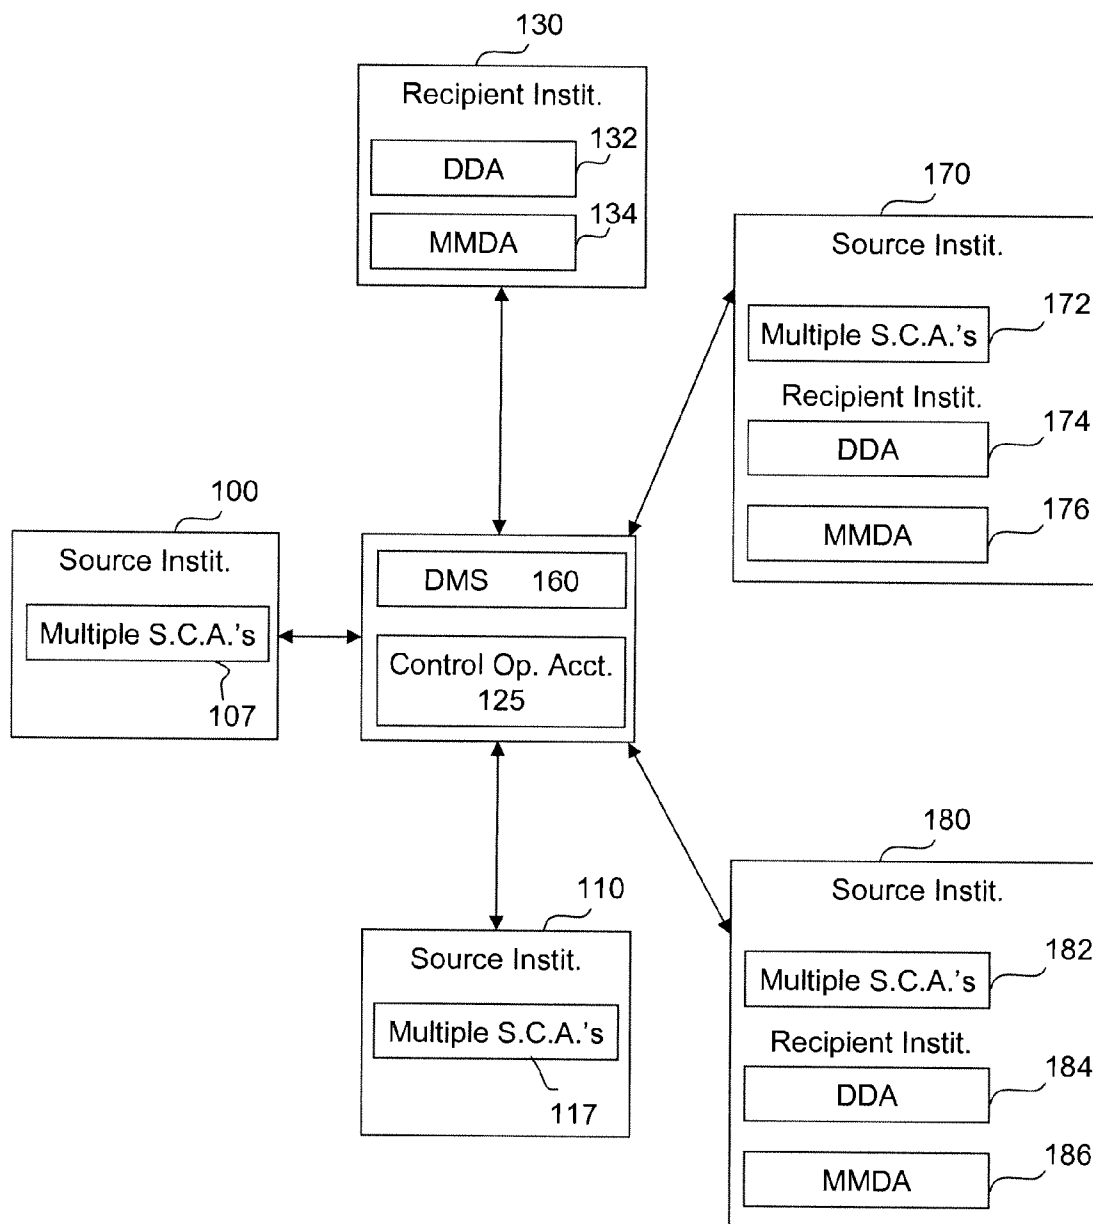 130
Recipient Instit.
DDA
132
MMDA
134
170
Source Instit.
Multiple S.C.A.'s
172
Recipient Instit.
DDA
174
MMDA
176
100
Source Instit.
Multiple S.C.A.'s
107
DMS 160
Control Op. Acct.
125
110
Source Instit.
Multiple S.C.A.'s
117
180
Source Instit.
Multiple S.C.A.'s
182
Recipient Instit.
DDA
184
MMDA
186